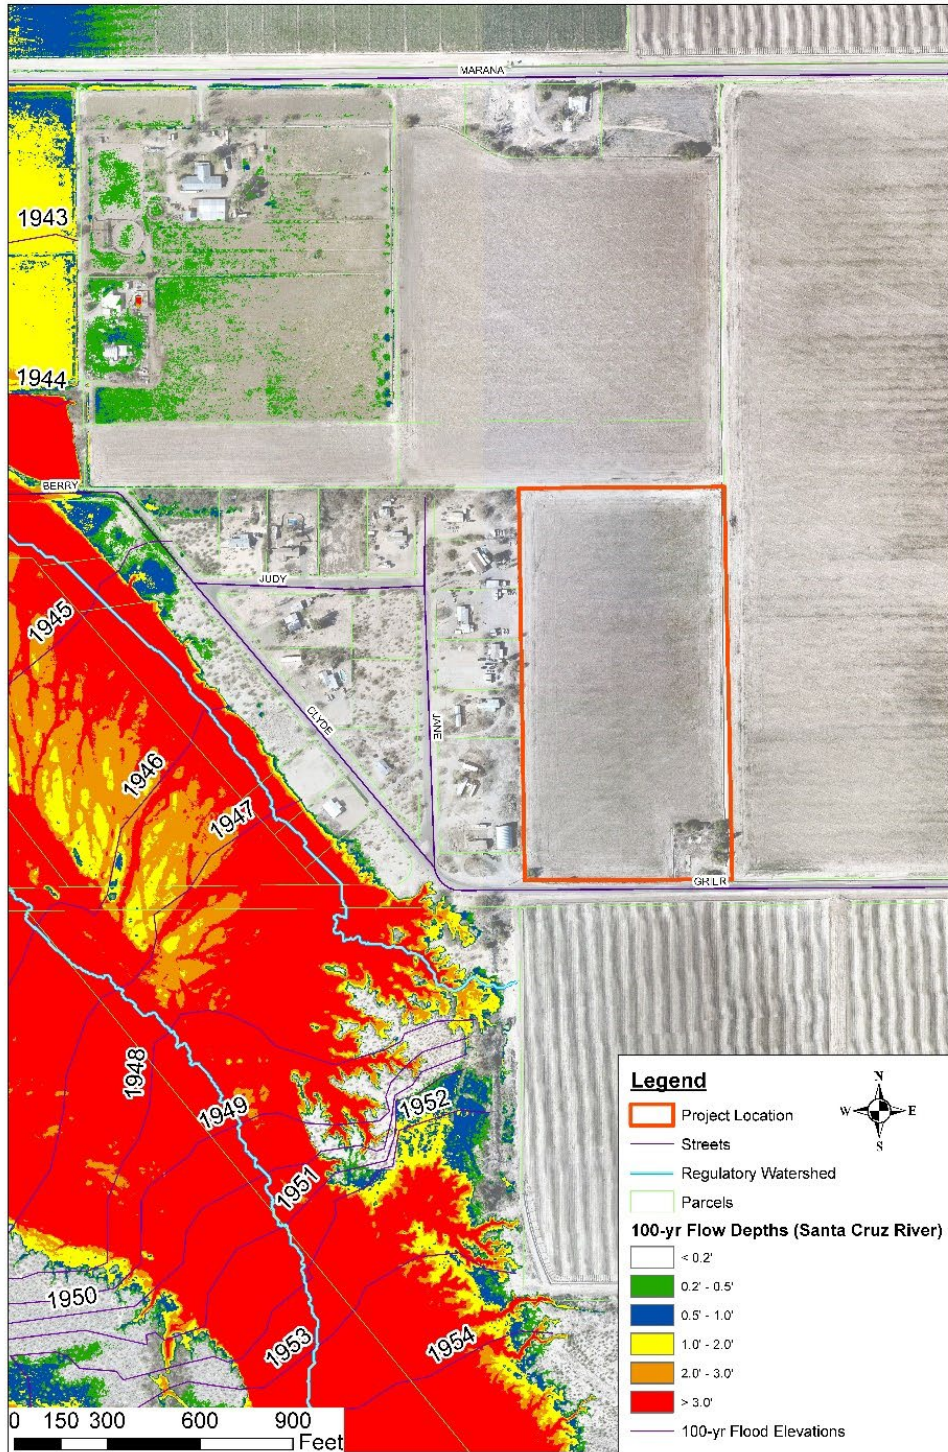 MARANA
1943
1944
BERRY
JUDY
1945
CLYDE
JANE
1946
1947
GRIER
1948
1949
1952
1951
1950
1953
1954
Legend
Project Location
Streets
Regulatory Watershed
Parcels
100-yr Flow Depths (Santa Cruz River)
< 0.2'
0.2' - 0.5'
0.5' - 1.0'
1.0' - 2.0'
2.0' - 3.0'
> 3.0'
100-yr Flood Elevations
N
W E
S
0 150 300 600 900
Feet